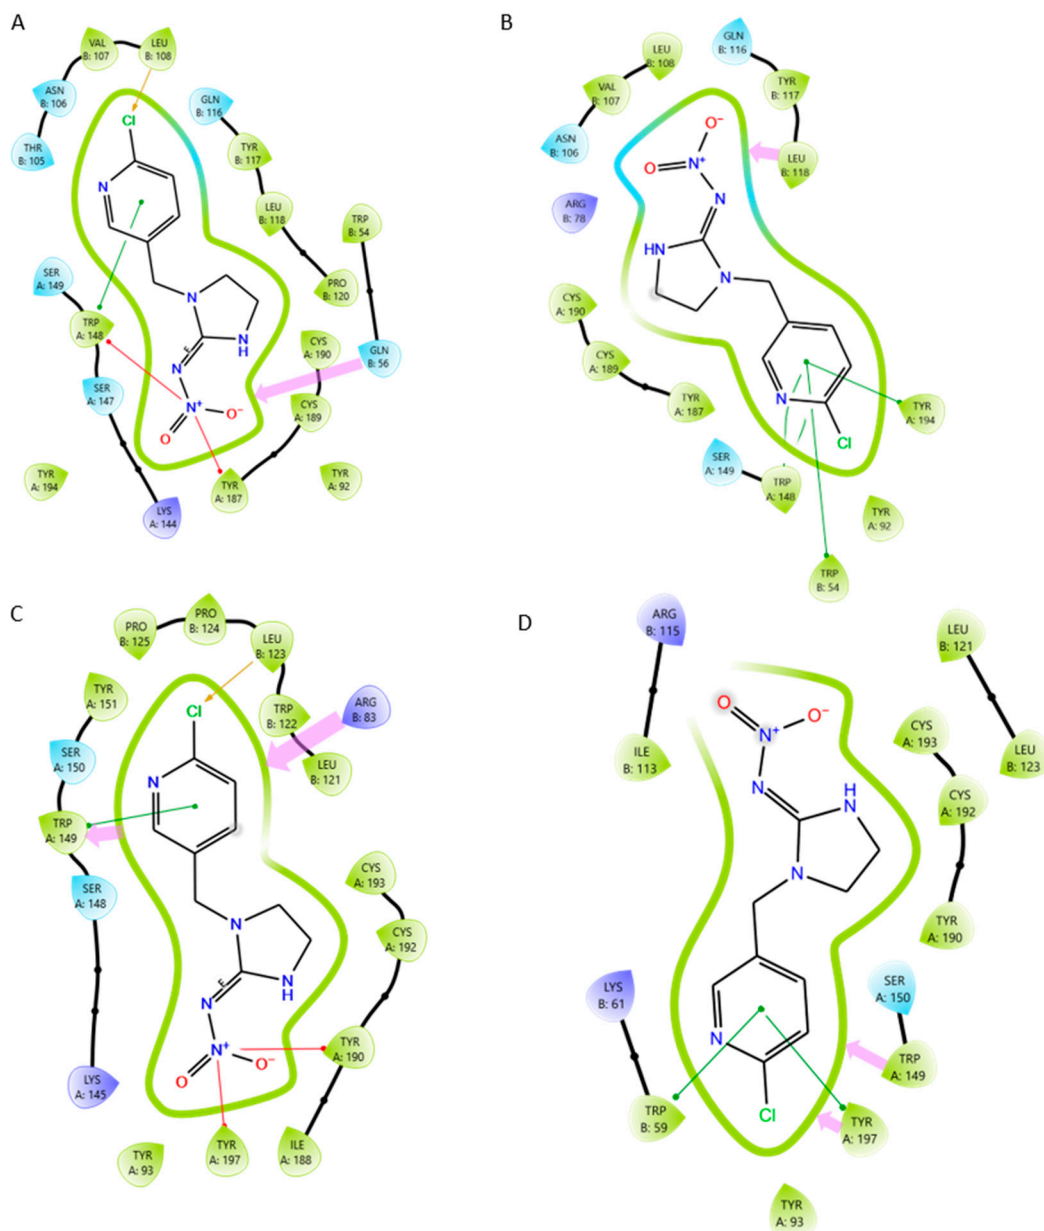 A
VAL
B: 107
LEU
B: 108
ASN
B: 106
THR
B: 105
GLN
B: 116
TYR
B: 117
LEU
B: 118
TRP
B: 54
PRO
B: 120
SER
A: 149
TRP
A: 148
SER
A: 147
CYS
A: 190
GLN
B: 56
CYS
A: 189
TYR
A: 194
TYR
A: 187
TYR
A: 92
LYS
A: 144
Cl
N
N
NH
N
E
N+
O
O−
B
LEU
B: 108
GLN
B: 116
VAL
B: 107
TYR
B: 117
ASN
B: 106
LEU
B: 118
ARG
B: 78
CYS
A: 190
CYS
A: 189
TYR
A: 187
TYR
A: 194
SER
A: 149
TRP
A: 148
TYR
A: 92
TRP
B: 54
O−
O
N+
N
HN
N
N
Cl
C
PRO
B: 125
PRO
B: 124
LEU
B: 123
TYR
A: 151
TRP
B: 122
ARG
B: 83
SER
A: 150
LEU
B: 121
TRP
A: 149
SER
A: 148
CYS
A: 193
CYS
A: 192
TYR
A: 190
LYS
A: 145
TYR
A: 93
TYR
A: 197
ILE
A: 188
Cl
N
N
NH
N
E
N+
O
O−
D
ARG
B: 115
LEU
B: 121
ILE
B: 113
CYS
A: 193
LEU
B: 123
CYS
A: 192
TYR
A: 190
LYS
B: 61
SER
A: 150
TRP
A: 149
TRP
B: 59
TYR
A: 197
TYR
A: 93
O
O−
N+
N
H
N
N
N
Cl